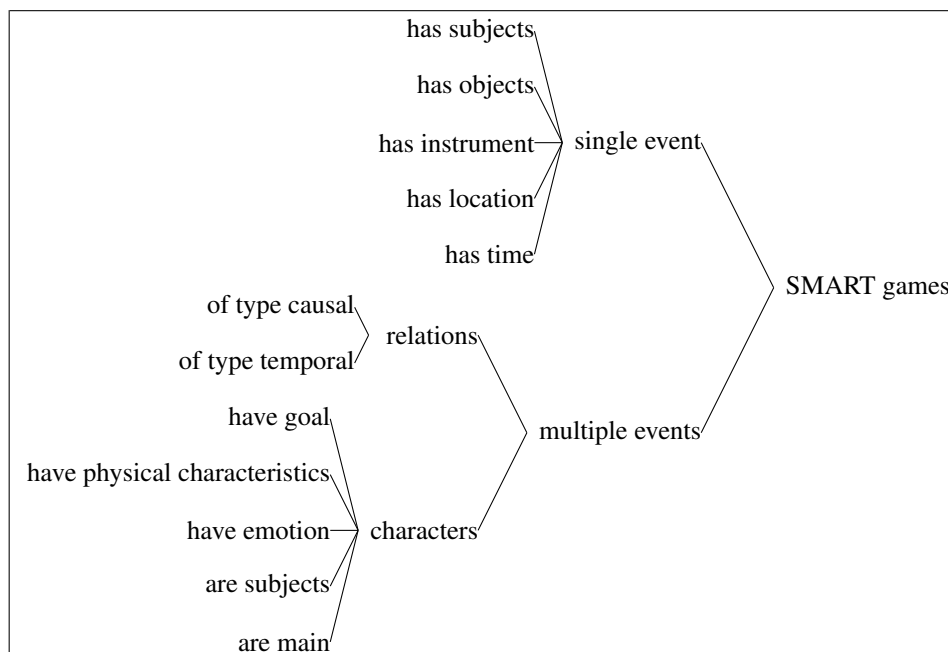 has subjects
has objects
has instrument
single event
has location
has time
SMART games
of type causal
relations
of type temporal
have goal
multiple events
have physical characteristics
have emotion
characters
are subjects
are main